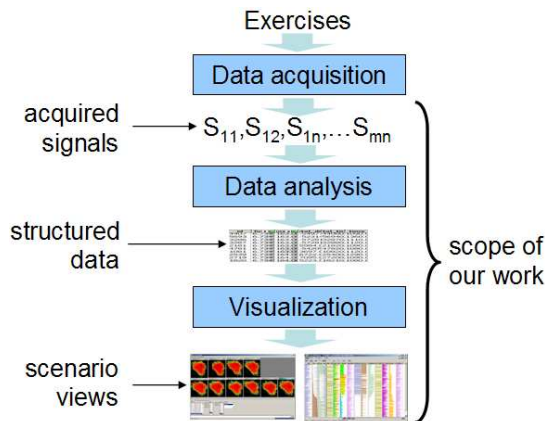 Exercises
Data acquisition
acquired
signals
S11,S12,S1n,...Smn
Data analysis
structured
data
scope of
our work
Visualization
scenario
views